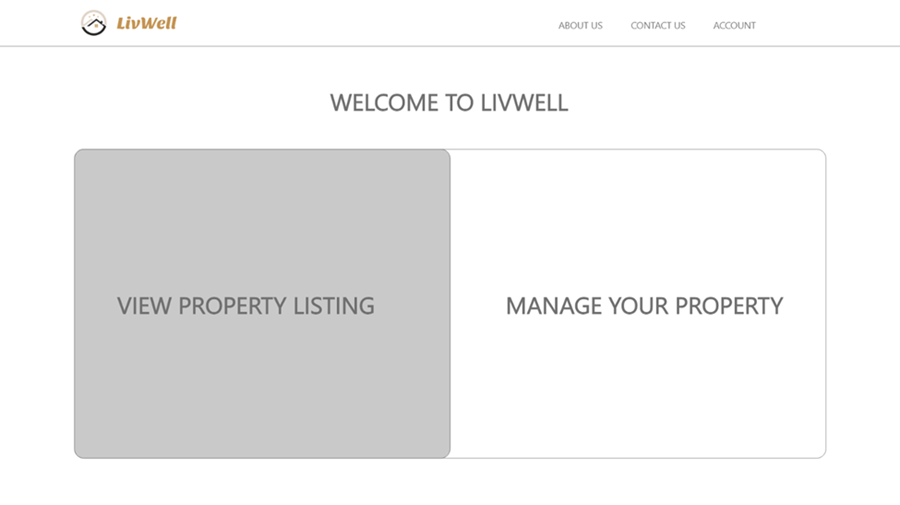 LivWell
ABOUT US CONTACT US ACCOUNT
WELCOME TO LIVWELL
VIEW PROPERTY LISTING
MANAGE YOUR PROPERTY